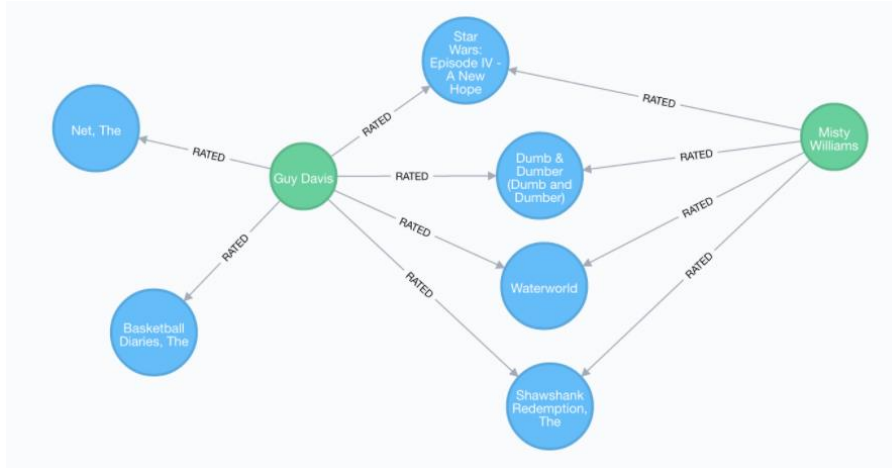 Star
Wars:
Episode IV -
A New
Hope
RATED
RATED
Net, The
Misty
Williams
RATED
Dumb &
Dumber
(Dumb and
Dumber)
RATED
Guy Davis
RATED
RATED
RATED
RATED
Waterworld
RATED
RATED
Basketball
Diaries, The
Shawshank
Redemption,
The